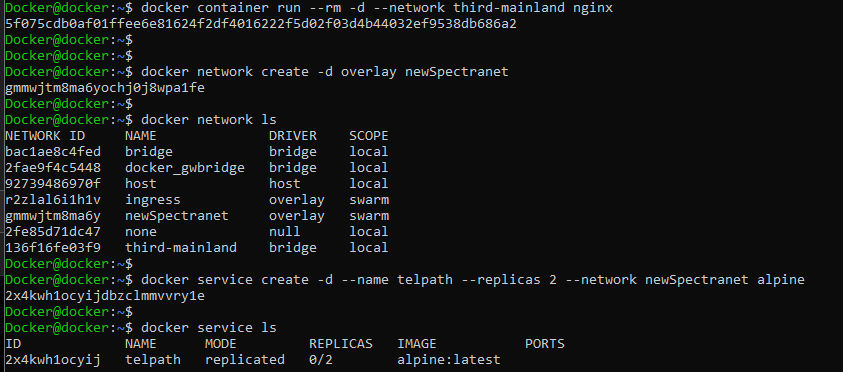 Docker@docker:~$ docker container run --rm -d --network third-mainland nginx
5f075cdb0af01ffee6e81624f2df4016222f5d02f03d4b44032ef9538db686a2
Docker@docker:~$
Docker@docker:~$
Docker@docker:~$ docker network create -d overlay newSpectranet
gmmwjtm8ma6yochj0j8wpa1fe
Docker@docker:~$
Docker@docker:~$ docker network ls
NETWORK ID     NAME              DRIVER    SCOPE
bac1ae8c4fed   bridge            bridge    local
2fae9f4c5448   docker_gwbridge   bridge    local
92739486970f   host              host      local
r2zlal6i1h1v   ingress           overlay   swarm
gmmwjtm8ma6y   newSpectranet     overlay   swarm
2fe85d71dc47   none              null      local
136f16fe03f9   third-mainland    bridge    local
Docker@docker:~$
Docker@docker:~$ docker service create -d --name telpath --replicas 2 --network newSpectranet alpine
2x4kwh1ocyijdbzclmmvvry1e
Docker@docker:~$
Docker@docker:~$ docker service ls
ID             NAME      MODE         REPLICAS   IMAGE           PORTS
2x4kwh1ocyij   telpath   replicated   0/2        alpine:latest